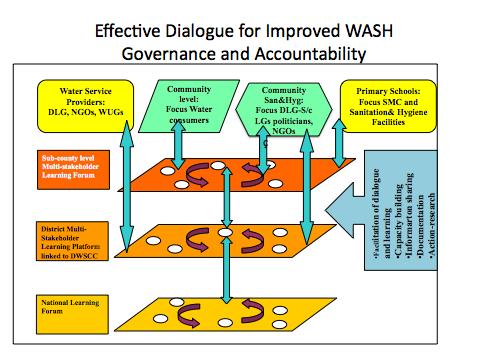 Effective Dialogue for Improved WASH
Governance and Accountability
Water Service
Providers:
DLG, NGOs, WUGs
Community
level:
Focus Water
consumers
Community
San&Hyg:
Focus DLG-S/c
LGs politicians,
NGOs
Primary Schools:
Focus SMC and
Sanitation& Hygiene
Facilities
Sub-county level
Multi-stakeholder
Learning Forum
District Multi-
Stakeholder
Learning Platform
linked to DWSCC
National Learning
Forum
•Facilitation of dialogue
and learning
•Capacity building
•Information sharing
•Documentation
•Action-research